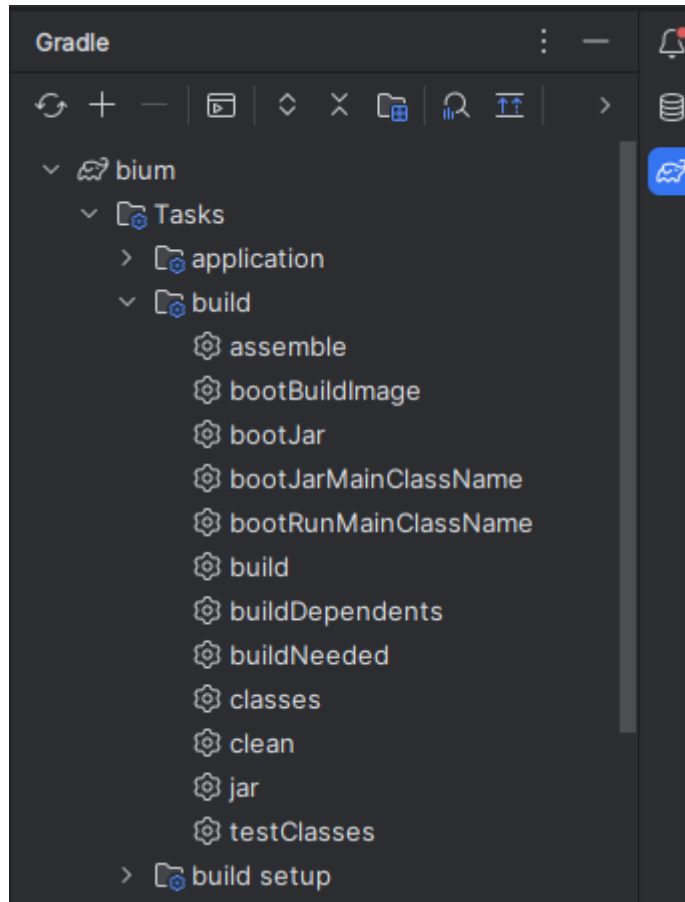 Gradle
bium
Tasks
application
build
assemble
bootBuildImage
bootJar
bootJarMainClassName
bootRunMainClassName
build
buildDependents
buildNeeded
classes
clean
jar
testClasses
build setup